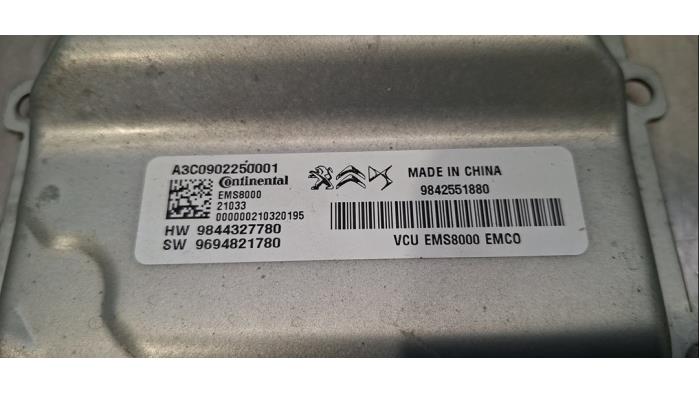 A3C0902250001
Continental
EMS8000
21033
000000210320195
HW 9844327780
SW 9694821780
MADE IN CHINA
9842551880
VCU EMS8000 EMCO